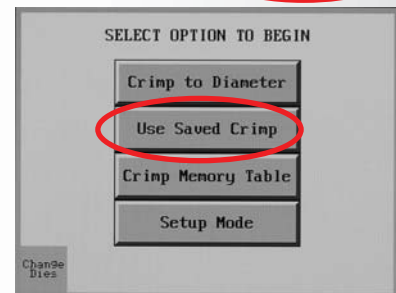 SELECT OPTION TO BEGIN
Crimp to Diameter
Use Saved Crimp
Crimp Memory Table
Setup Mode
Change
Dies